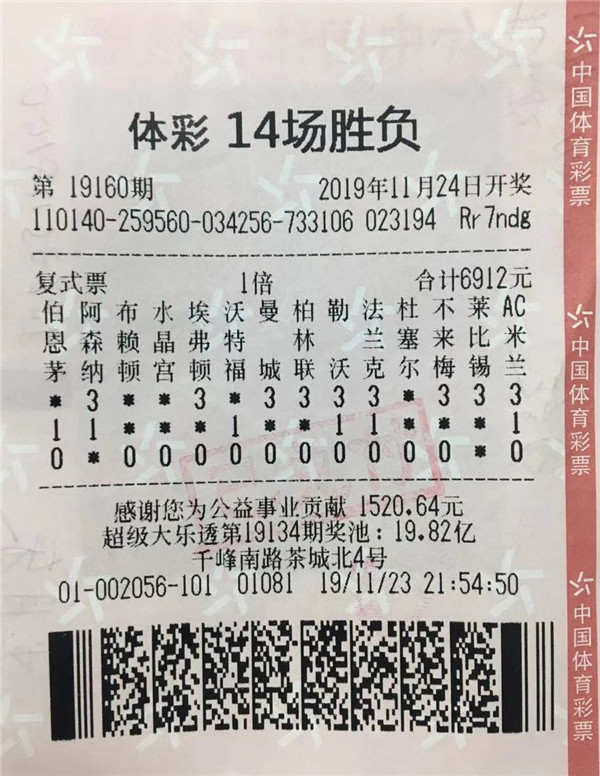 体彩 14场胜负
第 19160期 2019年11月24日开奖
110140-259560-034256-733106 023194 Rr7ndg
复式票 1倍 合计6912元
伯 阿 布 水 埃 沃 曼 柏 勒 法 杜 不 莱 AC
恩 森 赖 晶 弗 特 林 兰 塞 来 比 米
茅 纳 顿 宫 顿 福 城 联 沃 克 尔 梅 锡 兰
* 3 * * 3 * 3 3 3 3 * 3 3 3
1 1 * * * 1 * * 1 1 * * * 1
0 * 0 0 0 0 0 0 0 0 0 0 * 0
感谢您为公益事业贡献 1520.64元
超级大乐透第19134期奖池：19.82亿
千峰南路茶城北4号
01-002056-101 01081 19/11/23 21:54:50
中国体育彩票
中国体育彩票
中国体育彩票